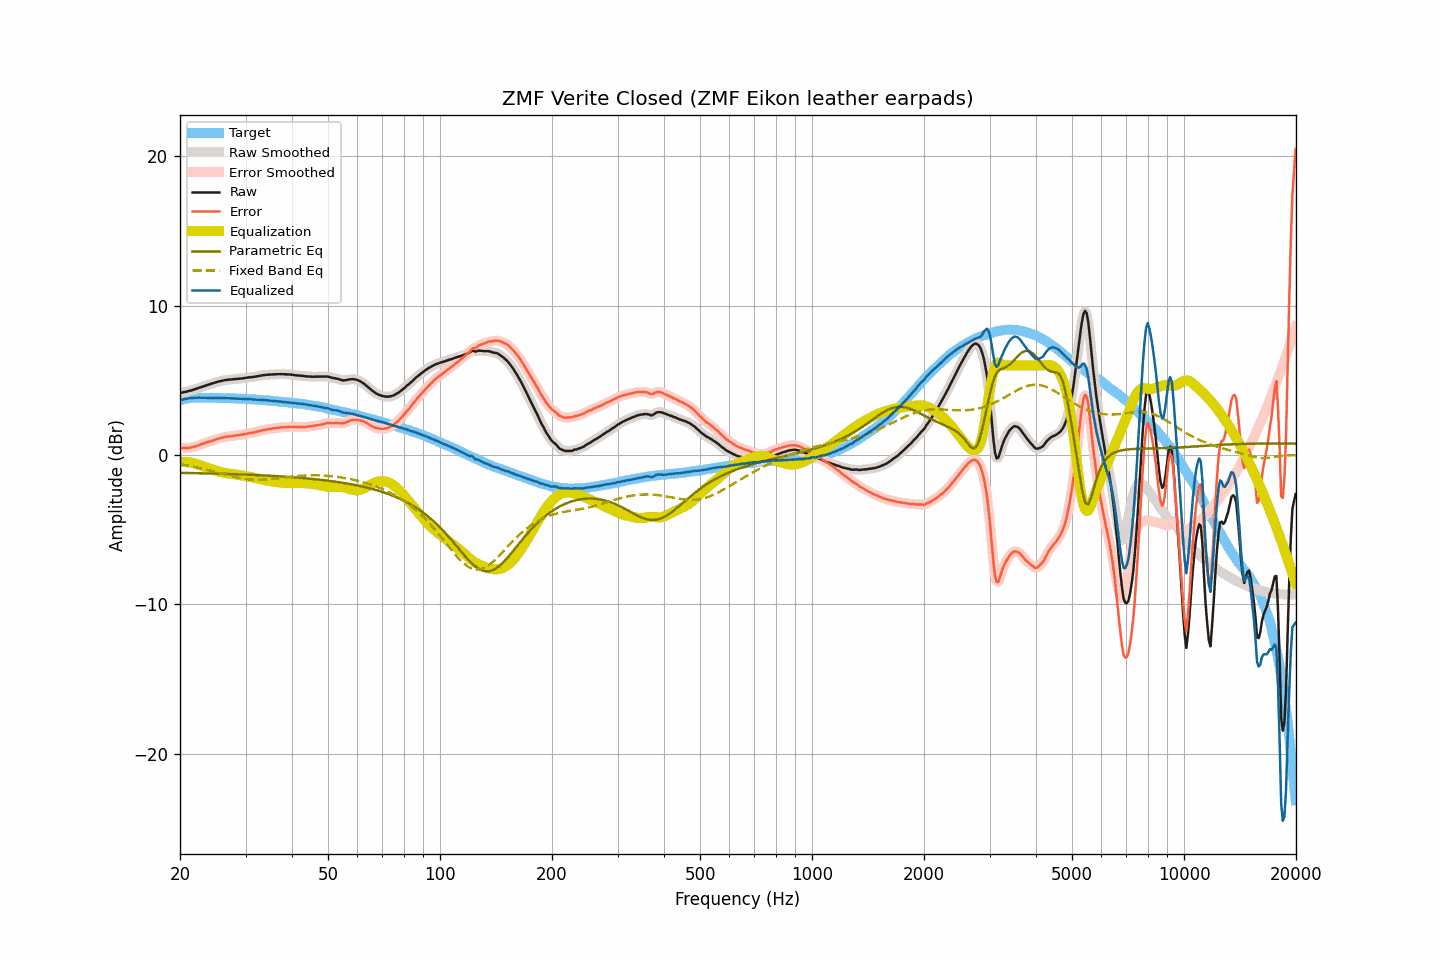 ZMF Verite Closed (ZMF Eikon leather earpads)
Target
Raw Smoothed
Error Smoothed
Raw
Error
Equalization
Parametric Eq
Fixed Band Eq
Equalized
20
10
0
−10
−20
Amplitude (dBr)
20 50 100 200 500 1000 2000 5000 10000 20000
Frequency (Hz)